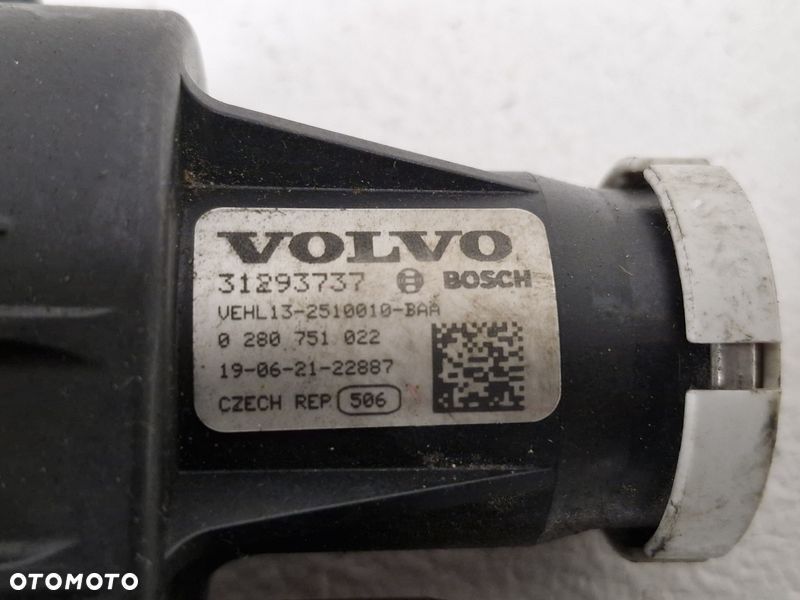 VOLVO
31293737 BOSCH
VEHL13-2510010-BAA
0 280 751 022
19-06-21-22887
CZECH REP 506
OTOMOTO